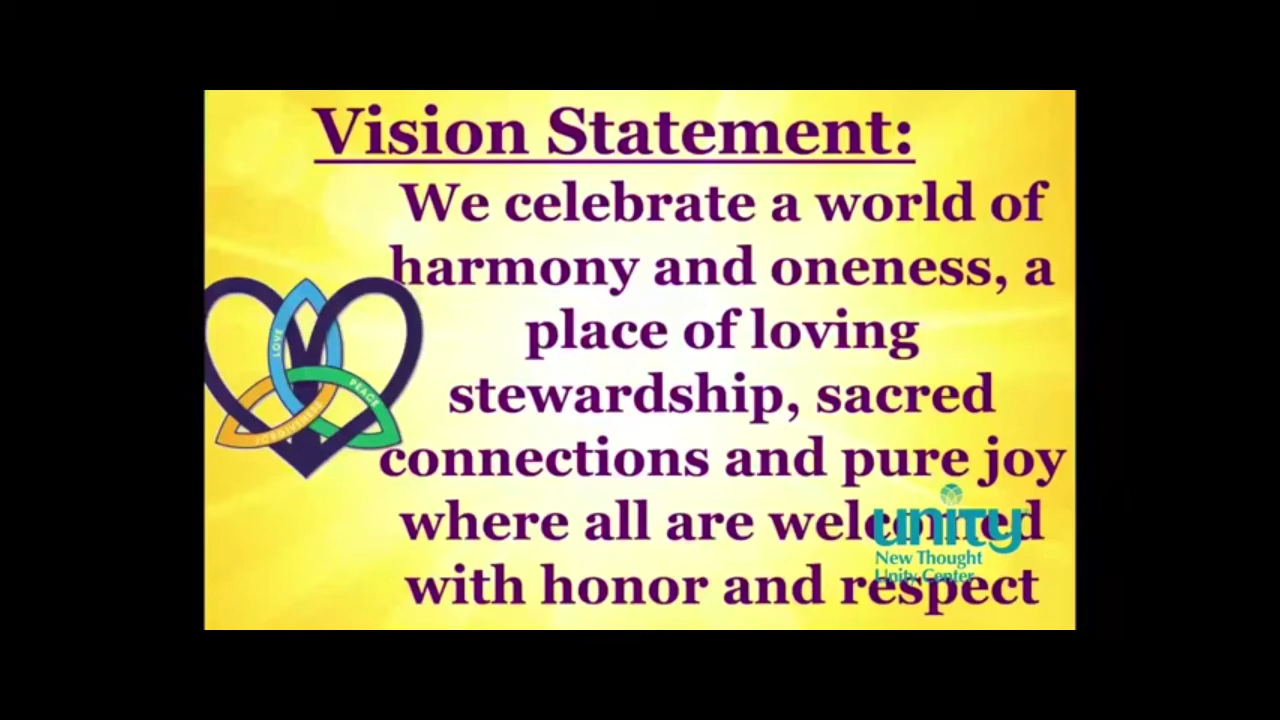 Vision Statement:
We celebrate a world of
harmony and oneness, a
place of loving
stewardship, sacred
connections and pure joy
where all are welcomed
with honor and respect
LOVE
PEACE
FORGIVENESS
unity
New Thought
Unity Center